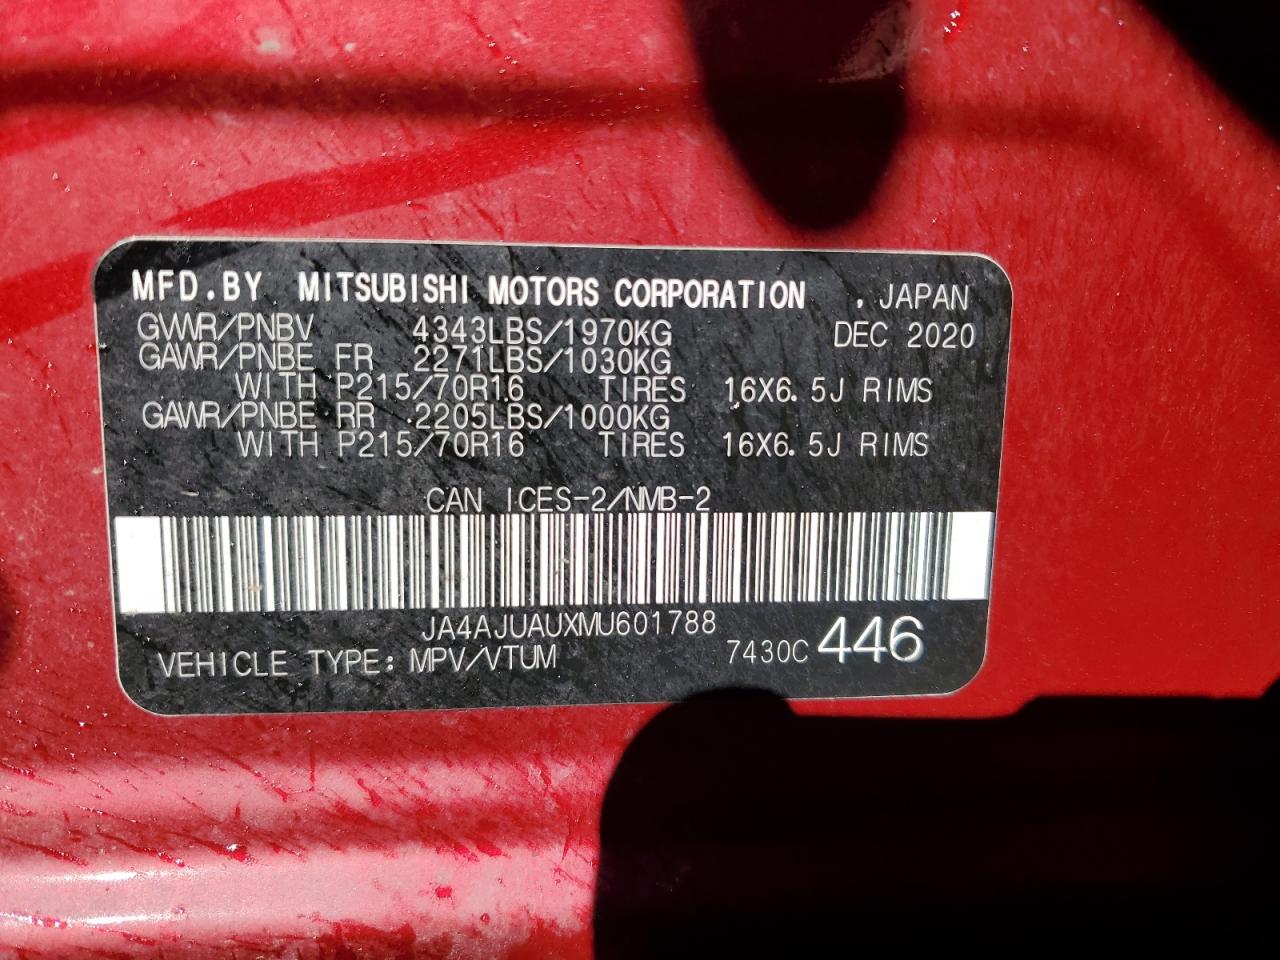 MFD.BY MITSUBISHI MOTORS CORPORATION , JAPAN
GVWR/PNBV 4343LBS/1970KG DEC 2020
GAWR/PNBE FR 2271LBS/1030KG
WITH P215/70R16 TIRES 16X6.5J RIMS
GAWR/PNBE RR 2205LBS/1000KG
WITH P215/70R16 TIRES 16X6.5J RIMS
CAN ICES-2/NMB-2
JA4AJUAUXMU601788
VEHICLE TYPE: MPV/VTUM 7430C 446